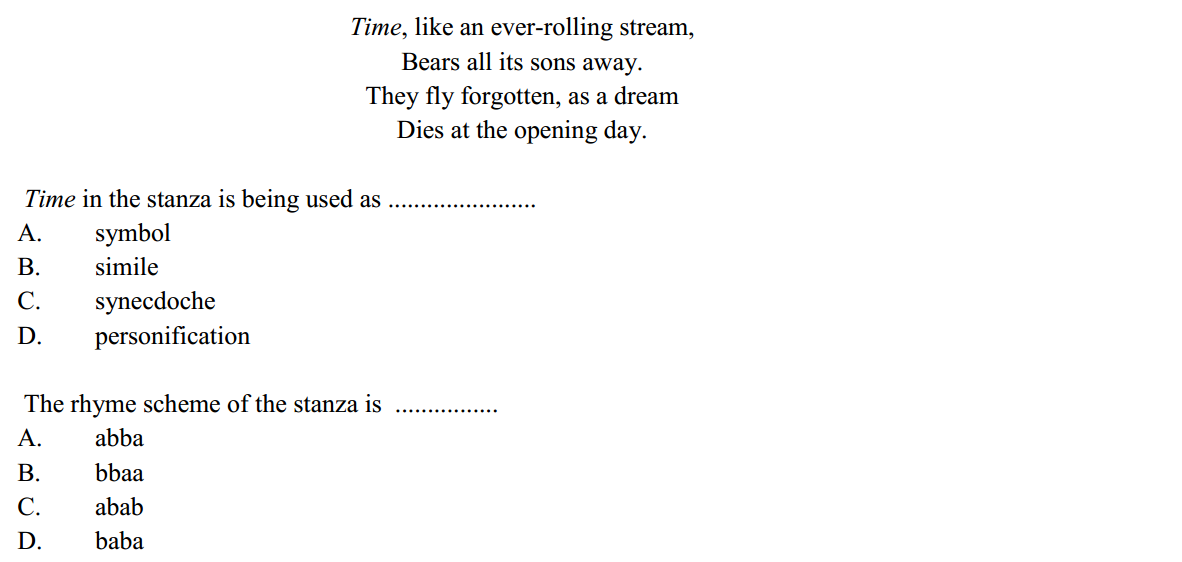 Time, like an ever-rolling stream,
Bears all its sons away.
They fly forgotten, as a dream
Dies at the opening day.
Time in the stanza is being used as .......................
A. symbol
B. simile
C. synecdoche
D. personification
The rhyme scheme of the stanza is ................
A. abba
B. bbaa
C. abab
D. baba